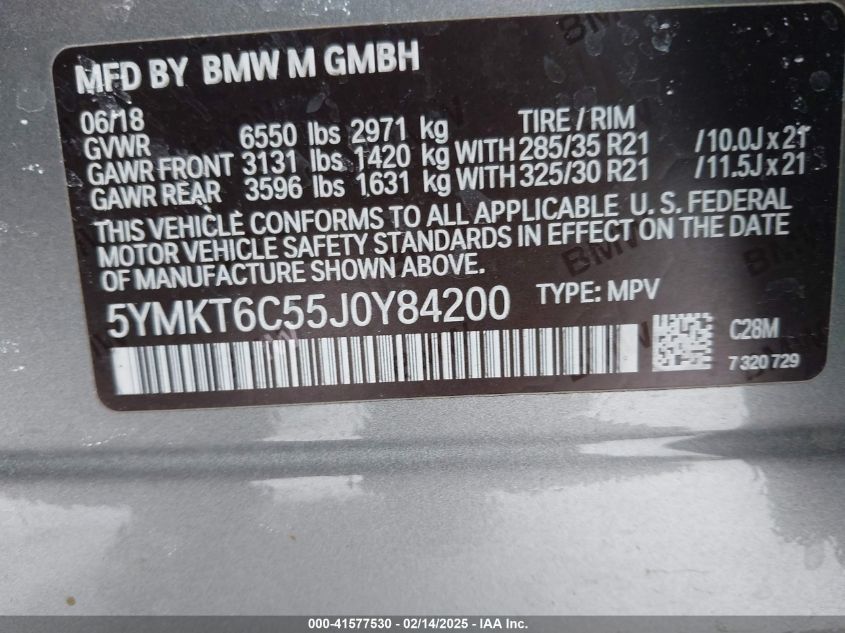 MFD BY BMW M GMBH
06/18
GVWR 6550 lbs 2971 kg TIRE / RIM
GAWR FRONT 3131 lbs 1420 kg WITH 285/35 R21 /10.0J x 21
GAWR REAR 3596 lbs 1631 kg WITH 325/30 R21 /11.5J x 21
THIS VEHICLE CONFORMS TO ALL APPLICABLE U. S. FEDERAL
MOTOR VEHICLE SAFETY STANDARDS IN EFFECT ON THE DATE
OF MANUFACTURE SHOWN ABOVE.
5YMKT6C55J0Y84200 TYPE: MPV
C28M
7 320 729
000-41577530 - 02/14/2025 - IAA Inc.